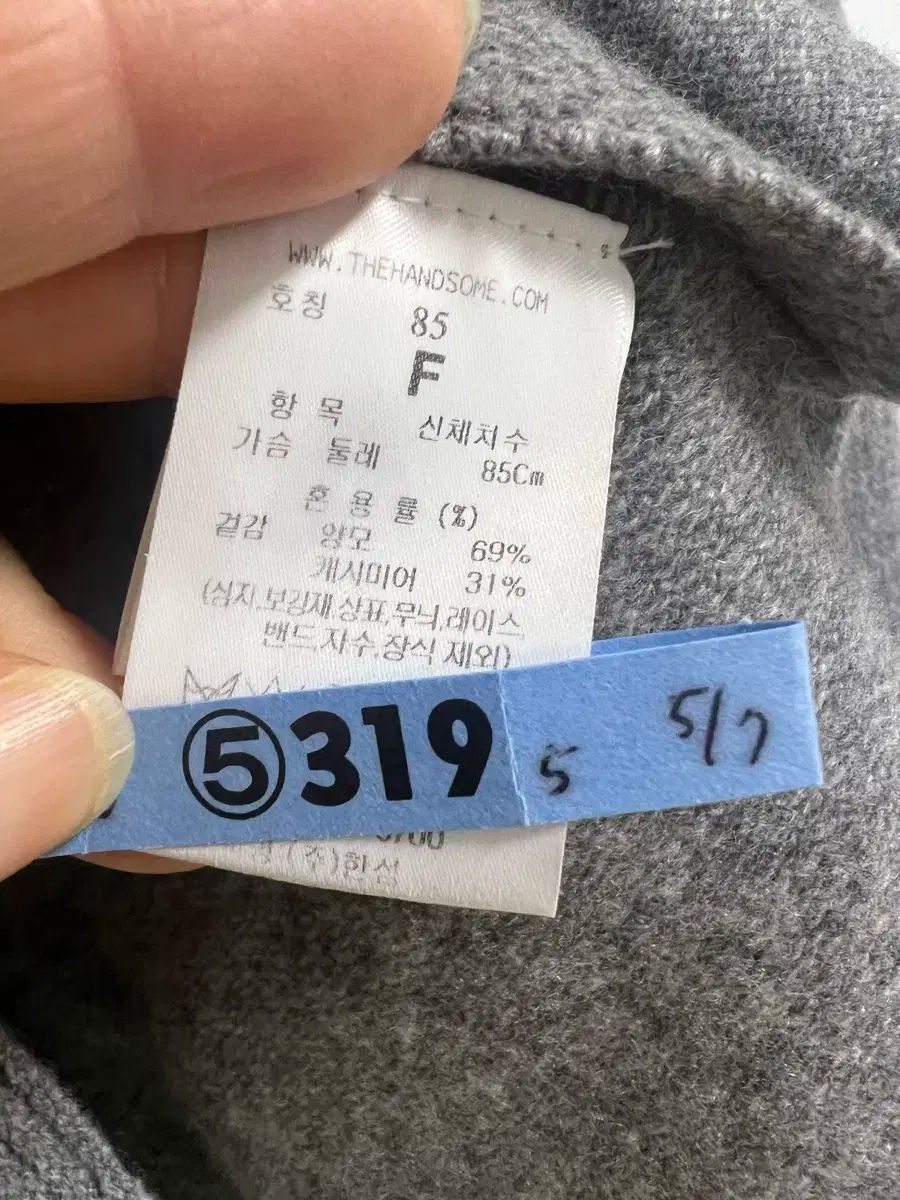 WWW.THEHANDSOME.COM
호칭 85
F
항 목 신체치수
가슴 둘레 85Cm
혼 용 률 (%)
겉감 양모 69%
캐시미어 31%
(심지,보강재,상표,무늬,레이스,
밴드,자수,장식 제외)
⑤319 5 5/7
(주)한섬